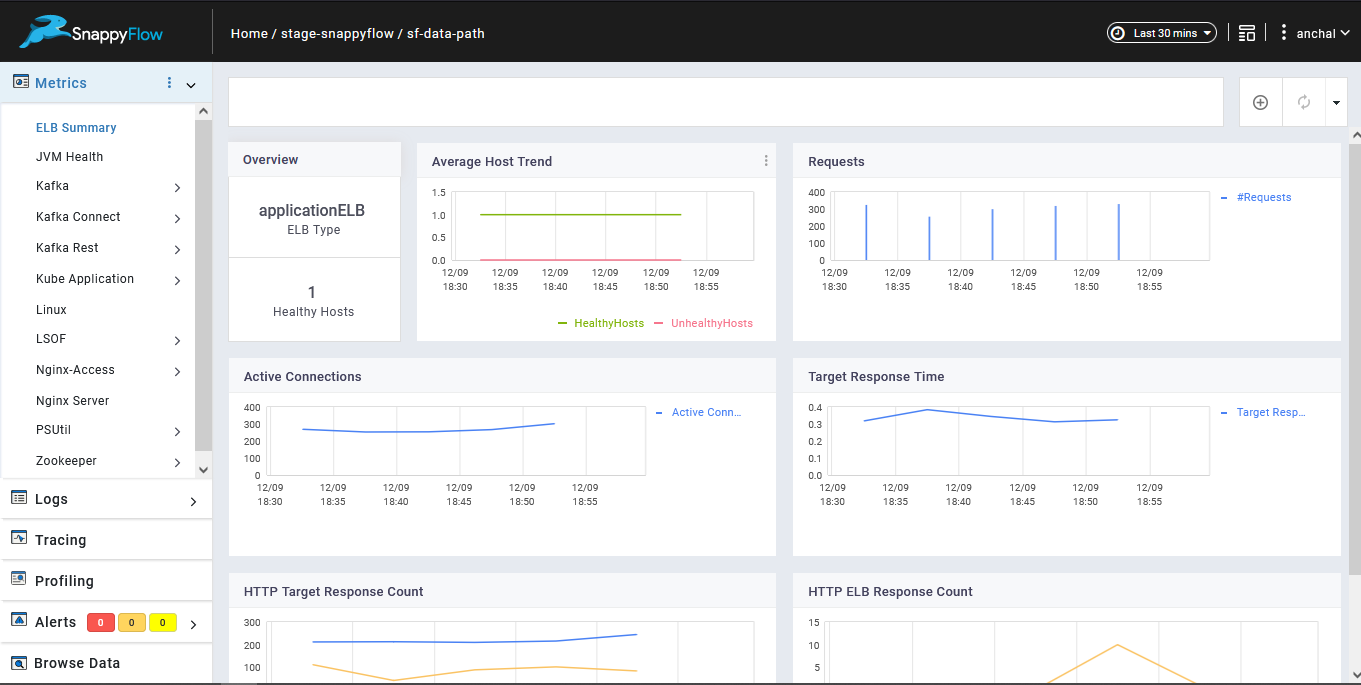 SnappyFlow
Home / stage-snappyflow / sf-data-path
Last 30 mins
anchal
Metrics
ELB Summary
JVM Health
Kafka
Kafka Connect
Kafka Rest
Kube Application
Linux
LSOF
Nginx-Access
Nginx Server
PSUtil
Zookeeper
Logs
Tracing
Profiling
Alerts 0 0 0
Browse Data
Overview
applicationELB
ELB Type
1
Healthy Hosts
Average Host Trend
1.5
1.0
0.5
0.0
12/09 12/09 12/09 12/09 12/09 12/09
18:30 18:35 18:40 18:45 18:50 18:55
HealthyHosts UnhealthyHosts
Requests
400
300
200
100
0
12/09 12/09 12/09 12/09 12/09 12/09
18:30 18:35 18:40 18:45 18:50 18:55
#Requests
Active Connections
400
300
200
100
0
12/09 12/09 12/09 12/09 12/09 12/09
18:30 18:35 18:40 18:45 18:50 18:55
Active Conn...
Target Response Time
0.4
0.3
0.2
0.1
0.0
12/09 12/09 12/09 12/09 12/09 12/09
18:30 18:35 18:40 18:45 18:50 18:55
Target Resp...
HTTP Target Response Count
300
200
100
HTTP ELB Response Count
15
10
5